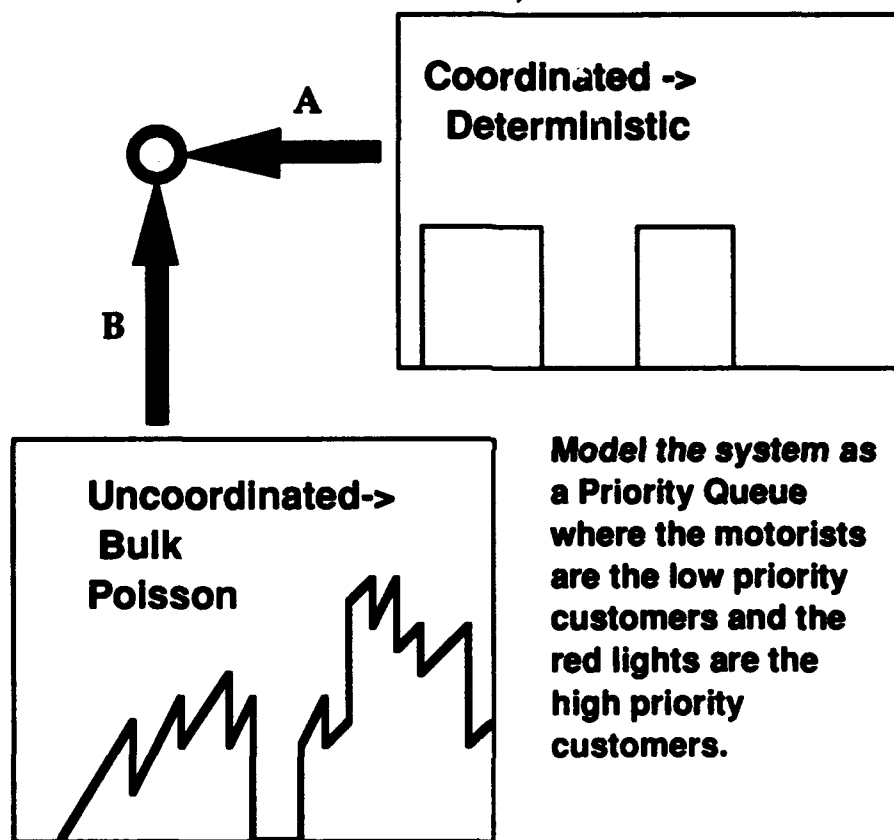 Coordinated ->
Deterministic
A
B
Uncoordinated->
Bulk
Poisson
Model the system as
a Priority Queue
where the motorists
are the low priority
customers and the
red lights are the
high priority
customers.